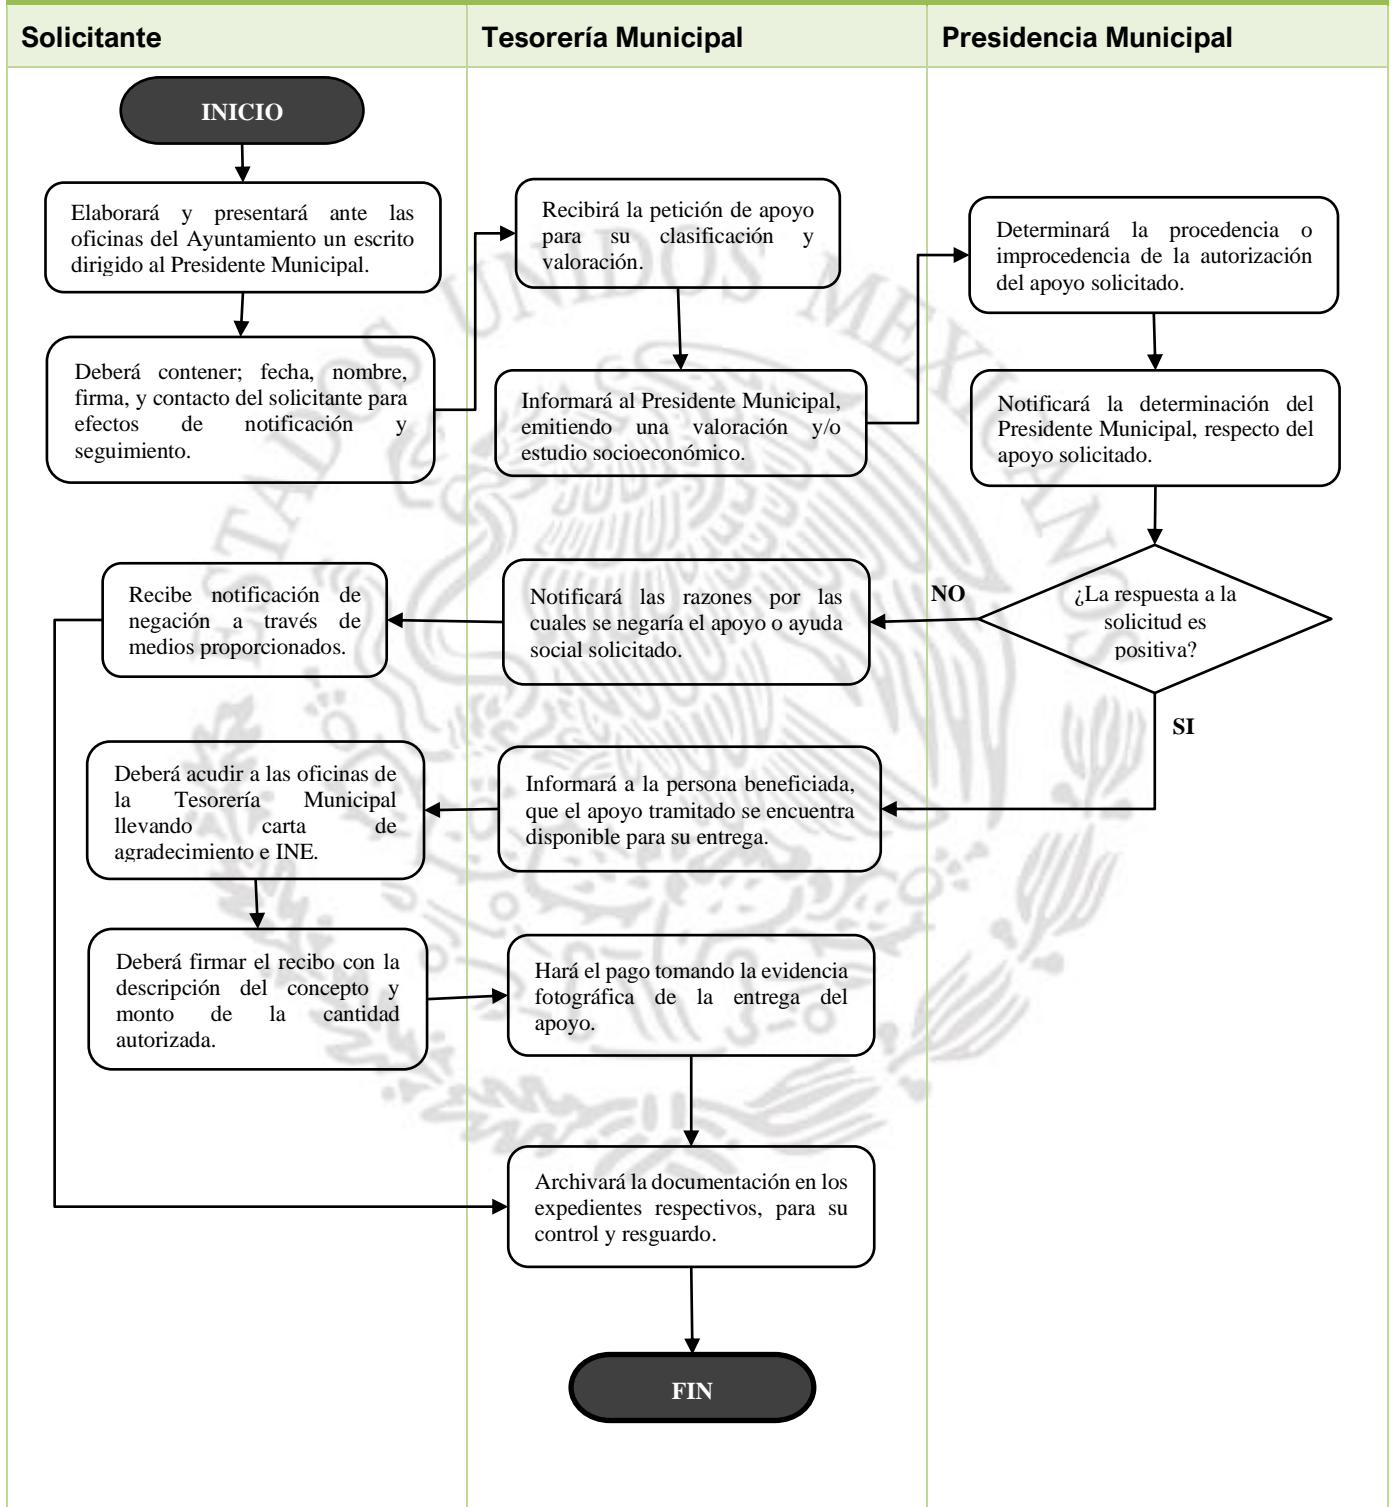 Solicitante
Tesorería Municipal
Presidencia Municipal
INICIO
Elaborará y presentará ante las
oficinas del Ayuntamiento un escrito
dirigido al Presidente Municipal.
Deberá contener; fecha, nombre,
firma, y contacto del solicitante para
efectos de notificación y
seguimiento.
Recibirá la petición de apoyo
para su clasificación y
valoración.
Informará al Presidente Municipal,
emitiendo una valoración y/o
estudio socioeconómico.
Determinará la procedencia o
improcedencia de la autorización
del apoyo solicitado.
Notificará la determinación del
Presidente Municipal, respecto del
apoyo solicitado.
¿La respuesta a la
solicitud es
positiva?
NO
Notificará las razones por las
cuales se negaría el apoyo o ayuda
social solicitado.
Recibe notificación de
negación a través de
medios proporcionados.
SI
Informará a la persona beneficiada,
que el apoyo tramitado se encuentra
disponible para su entrega.
Deberá acudir a las oficinas de
la Tesorería Municipal
llevando carta de
agradecimiento e INE.
Deberá firmar el recibo con la
descripción del concepto y
monto de la cantidad
autorizada.
Hará el pago tomando la evidencia
fotográfica de la entrega del
apoyo.
Archivará la documentación en los
expedientes respectivos, para su
control y resguardo.
FIN
ESTADOS UNIDOS MEXICANOS